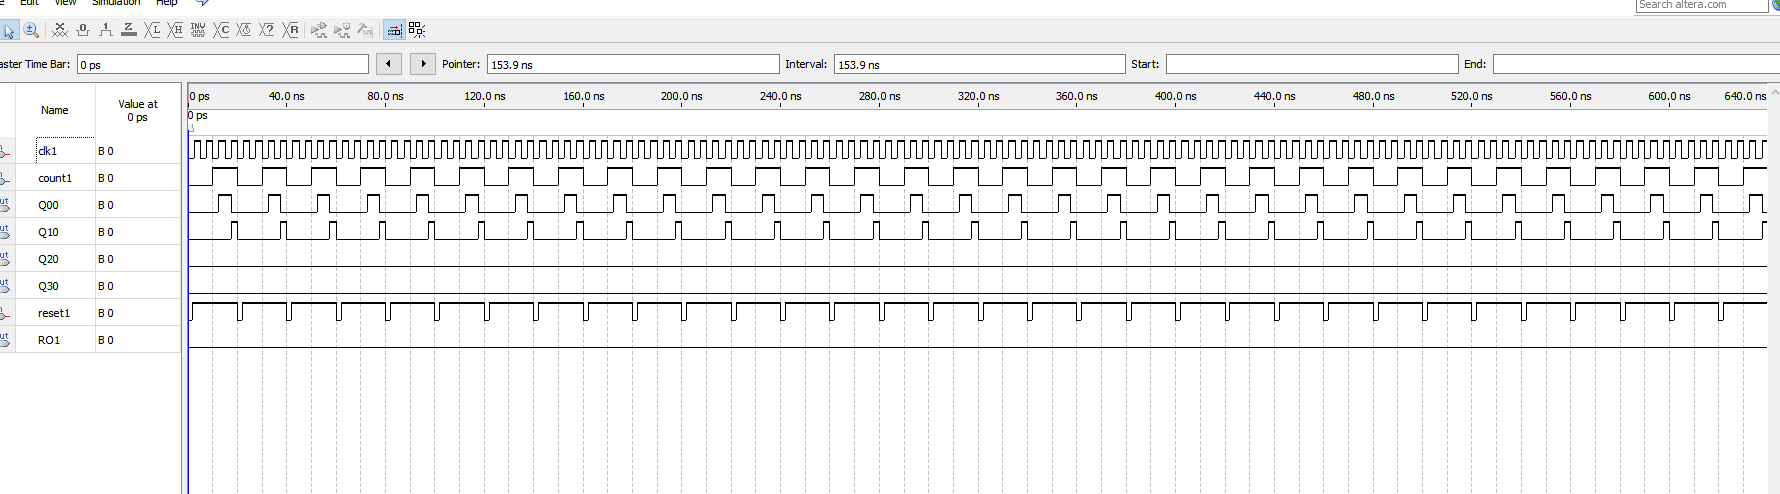 Edit View Simulation Help
Search altera.com
Master Time Bar: 0 ps Pointer: 153.9 ns Interval: 153.9 ns Start: End:
Name Value at 0 ps
0 ps 40.0 ns 80.0 ns 120.0 ns 160.0 ns 200.0 ns 240.0 ns 280.0 ns 320.0 ns 360.0 ns 400.0 ns 440.0 ns 480.0 ns 520.0 ns 560.0 ns 600.0 ns 640.0 ns
0 ps
clk1 B 0
count1 B 0
Q00 B 0
Q10 B 0
Q20 B 0
Q30 B 0
reset1 B 0
RO1 B 0